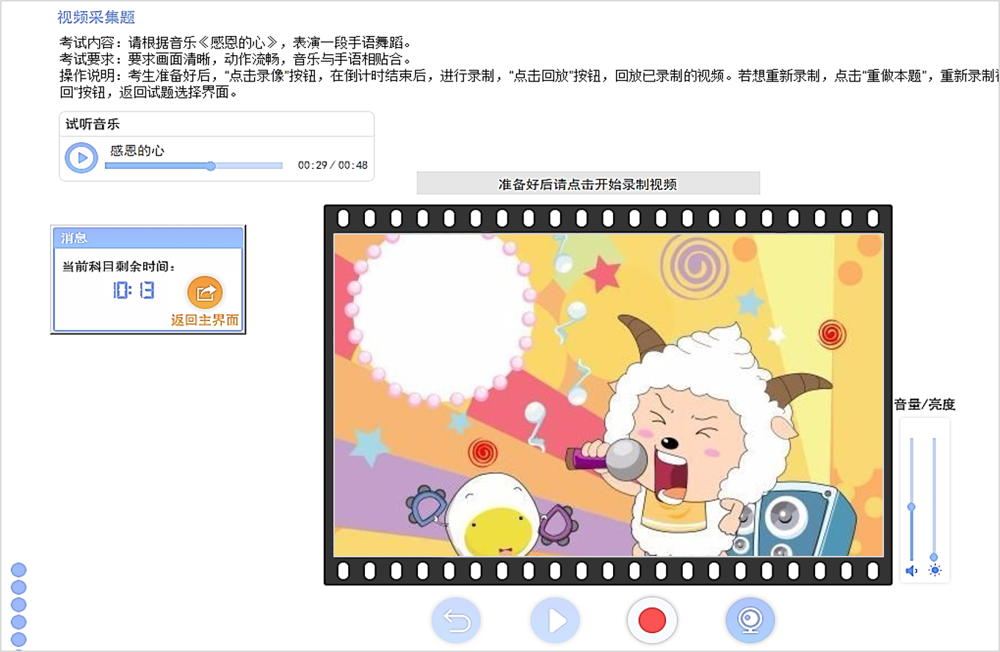 视频采集题
考试内容：请根据音乐《感恩的心》，表演一段手语舞蹈。
考试要求：要求画面清晰，动作流畅，音乐与手语相贴合。
操作说明：考生准备好后，“点击录像”按钮，在倒计时结束后，进行录制，“点击回放”按钮，回放已录制的视频。若想重新录制，点击“重做本题”，重新录制
回”按钮，返回试题选择界面。
试听音乐
感恩的心
00:29 / 00:48
准备好后请点击开始录制视频
消息
当前科目剩余时间：
10:13
返回主界面
音量/亮度